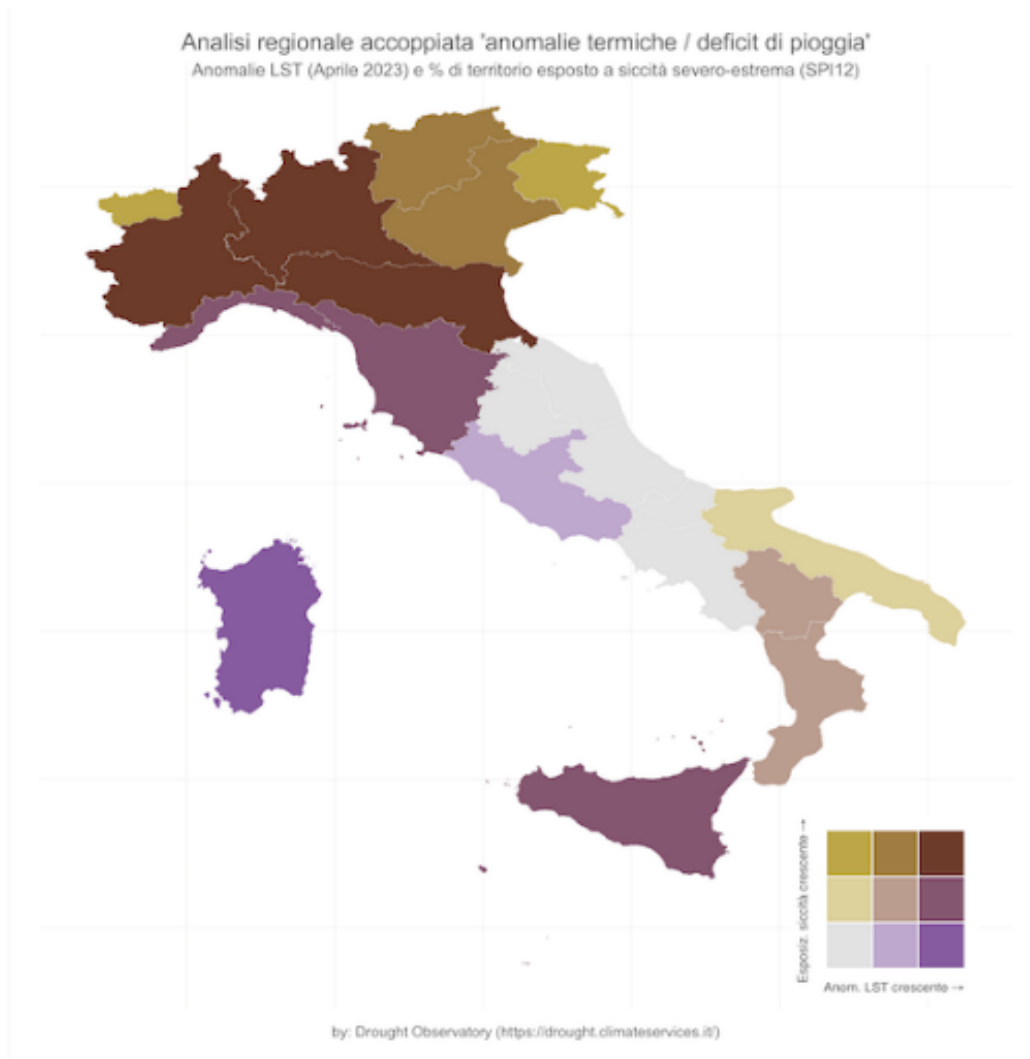 Analisi regionale accoppiata 'anomalie termiche / deficit di pioggia'
Anomalie LST (Aprile 2023) e % di territorio esposto a siccità severo-estrema (SPI12)
Esposiz. siccità crescente →
Anom. LST crescente →
by: Drought Observatory (https://drought.climateservices.it/)